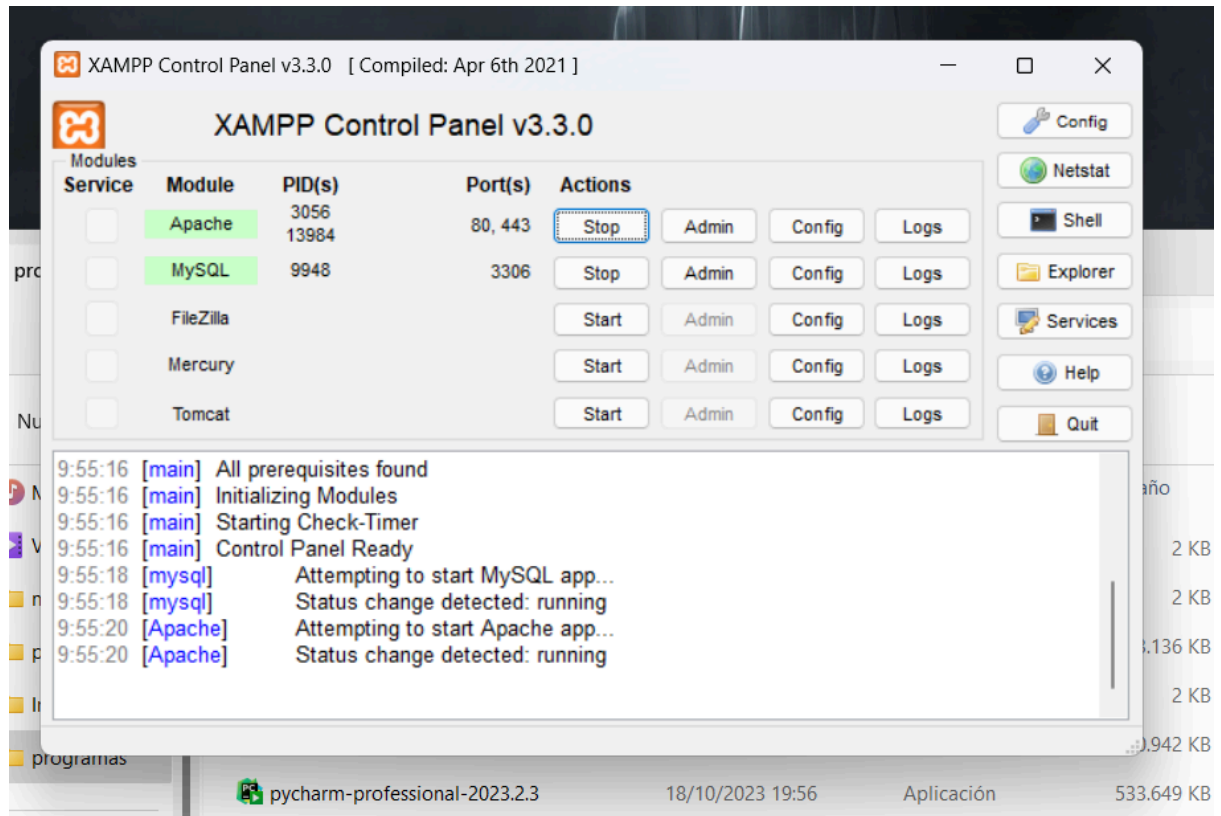 XAMPP Control Panel v3.3.0 [ Compiled: Apr 6th 2021 ]
XAMPP Control Panel v3.3.0
Config
Modules
Service Module PID(s) Port(s) Actions
Netstat
Apache 3056 13984 80, 443 Stop Admin Config Logs
Shell
MySQL 9948 3306 Stop Admin Config Logs
Explorer
FileZilla Start Admin Config Logs
Services
Mercury Start Admin Config Logs
Help
Tomcat Start Admin Config Logs
Quit
9:55:16 [main] All prerequisites found
9:55:16 [main] Initializing Modules
9:55:16 [main] Starting Check-Timer
9:55:16 [main] Control Panel Ready
9:55:18 [mysql] Attempting to start MySQL app...
9:55:18 [mysql] Status change detected: running
9:55:20 [Apache] Attempting to start Apache app...
9:55:20 [Apache] Status change detected: running
2 KB
2 KB
.136 KB
2 KB
.942 KB
programas
pycharm-professional-2023.2.3 18/10/2023 19:56 Aplicación 533.649 KB